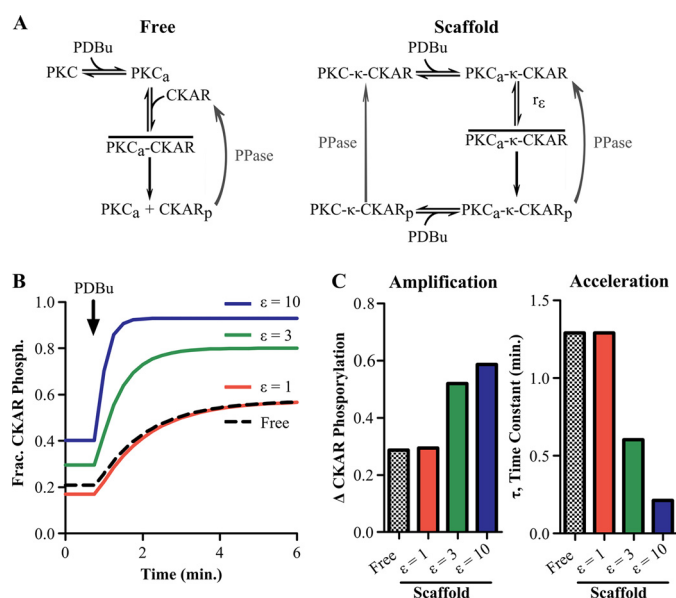 A
Free
Scaffold
PDBu
PKC
PKCa
CKAR
PKCa-CKAR
PPase
PKCa + CKARp
PDBu
PKC-κ-CKAR
PKCa-κ-CKAR
rε
PKCa-κ-CKAR
PPase
PPase
PKC-κ-CKARp
PKCa-κ-CKARp
PDBu
B
PDBu
Frac. CKAR Phosph.
1.0
0.8
0.6
0.4
0.2
0.0
0
2
4
6
Time (min.)
ε = 10
ε = 3
ε = 1
Free
C
Amplification
Δ CKAR Phosporylation
0.8
0.6
0.4
0.2
0.0
Free
ε = 1
ε = 3
ε = 10
Scaffold
Acceleration
τ, Time Constant (min.)
1.5
1.0
0.5
0.0
Free
ε = 1
ε = 3
ε = 10
Scaffold